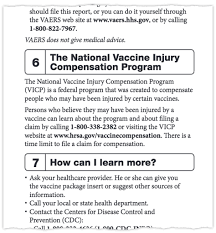 should file this report, or you can do it yourself through
the VAERS web site at www.vaers.hhs.gov, or by calling
1-800-822-7967.
VAERS does not give medical advice.
6 The National Vaccine Injury
Compensation Program
The National Vaccine Injury Compensation Program
(VICP) is a federal program that was created to
compensate people who may have been injured by
certain vaccines.
Persons who believe they may have been injured by a
vaccine can learn about the program and about filing
a claim by calling 1-800-338-2382 or visiting the VICP
website at www.hrsa.gov/vaccinecompensation. There is a
time limit to file a claim for compensation.
7 How can I learn more?
• Ask your healthcare provider. He or she can give you
the vaccine package insert or suggest other sources of
information.
• Call your local or state health department.
• Contact the Centers for Disease Control and
Prevention (CDC):